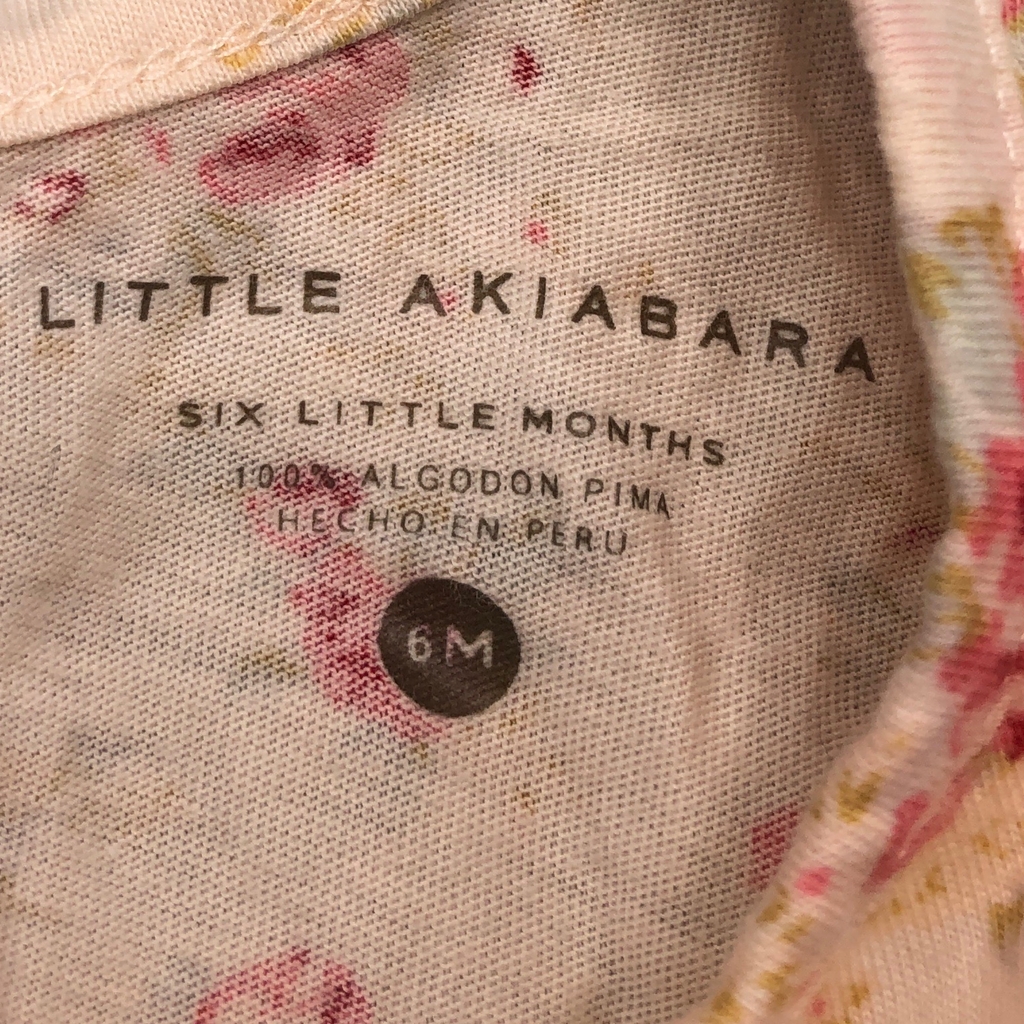 LITTLE AKIABARA
SIX LITTLE MONTHS
100% ALGODON PIMA
HECHO EN PERU
6M